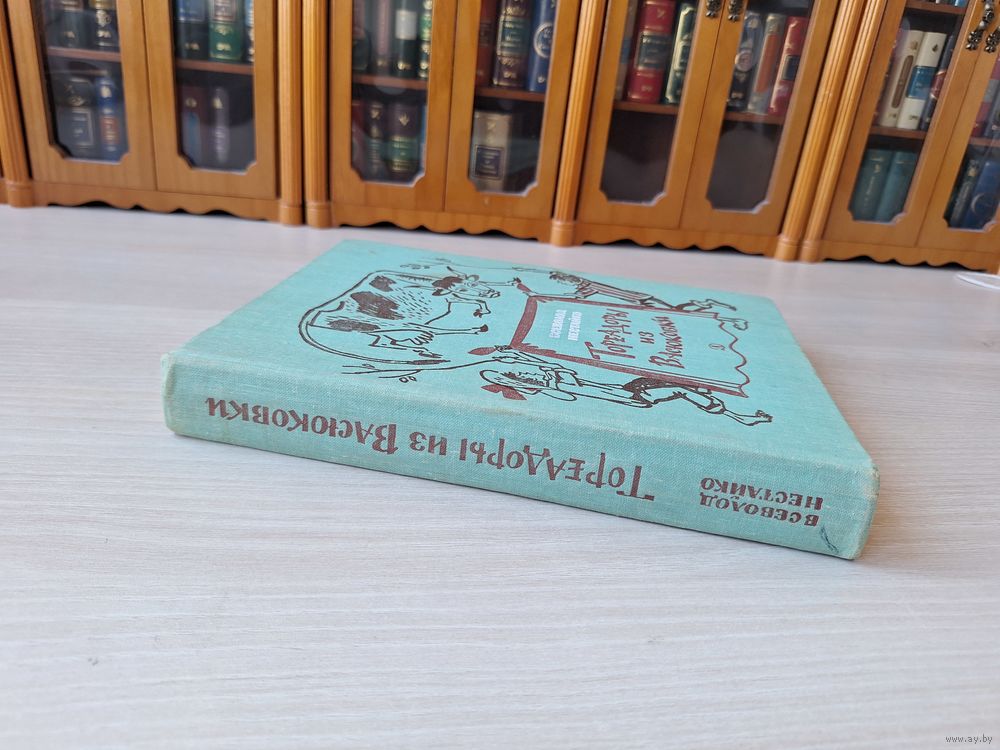 ВСЕВОЛОД
НЕСТАЙКО
ТОРЕАДОРЫ
ИЗ
ВАСЮКОВКИ
ВСЕВОЛОД
НЕСТАЙКО
ТОРЕАДОРЫ ИЗ ВАСЮКОВКИ
www.ay.by